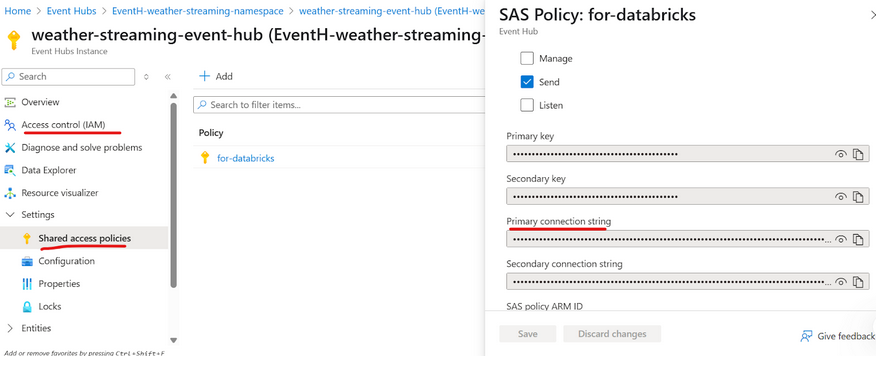 Home > Event Hubs > EventH-weather-streaming-namespace > weather-streaming-event-hub (EventH-we
weather-streaming-event-hub (EventH-weather-streaming-
Event Hubs Instance
Search
Overview
Access control (IAM)
Diagnose and solve problems
Data Explorer
Resource visualizer
Settings
Shared access policies
Configuration
Properties
Locks
Entities
Add or remove favorites by pressing Ctrl+Shift+F
Add
Search to filter items...
Policy
for-databricks
SAS Policy: for-databricks
Event Hub
Manage
Send
Listen
Primary key
Secondary key
Primary connection string
...
Secondary connection string
...
SAS policy ARM ID
Save
Discard changes
Give feedback